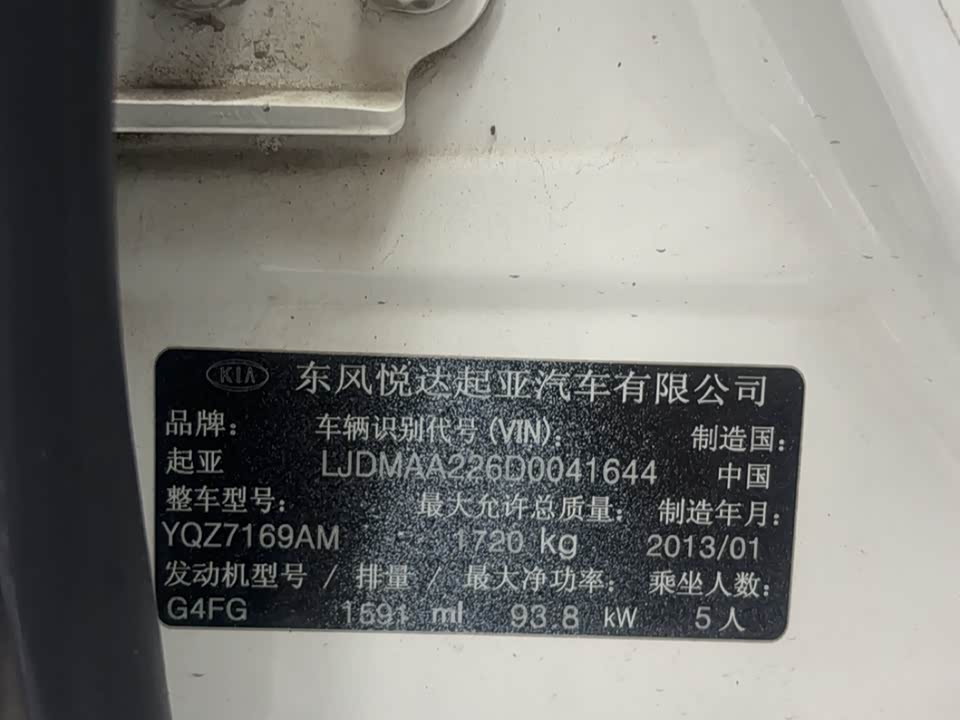 KIA 东风悦达起亚汽车有限公司
品牌： 车辆识别代号 (VIN)： 制造国：
起亚 LJDMAA226D0041644 中国
整车型号： 最大允许总质量： 制造年月：
YQZ7169AM 1720 kg 2013/01
发动机型号 / 排量 / 最大净功率： 乘坐人数：
G4FG 1591 ml 93.8 kW 5人